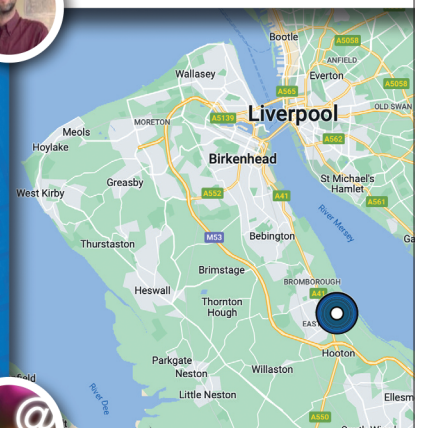 Bootle
A5058
ANFIELD
Wallasey
Everton
A5058
A565
OLD SWAN
MORETON
A5139
Liverpool
Meols
A562
Hoylake
Birkenhead
Greasby
St Michael's
Hamlet
West Kirby
A552
A41
A561
River Mersey
M53
Bebington
Ga
Thurstaston
Brimstage
BROMBOROUGH
Heswall
A41
Thornton
Hough
EAST
Hooton
Parkgate
Willaston
Neston
field
River Dee
Little Neston
Ellesm
@
A550